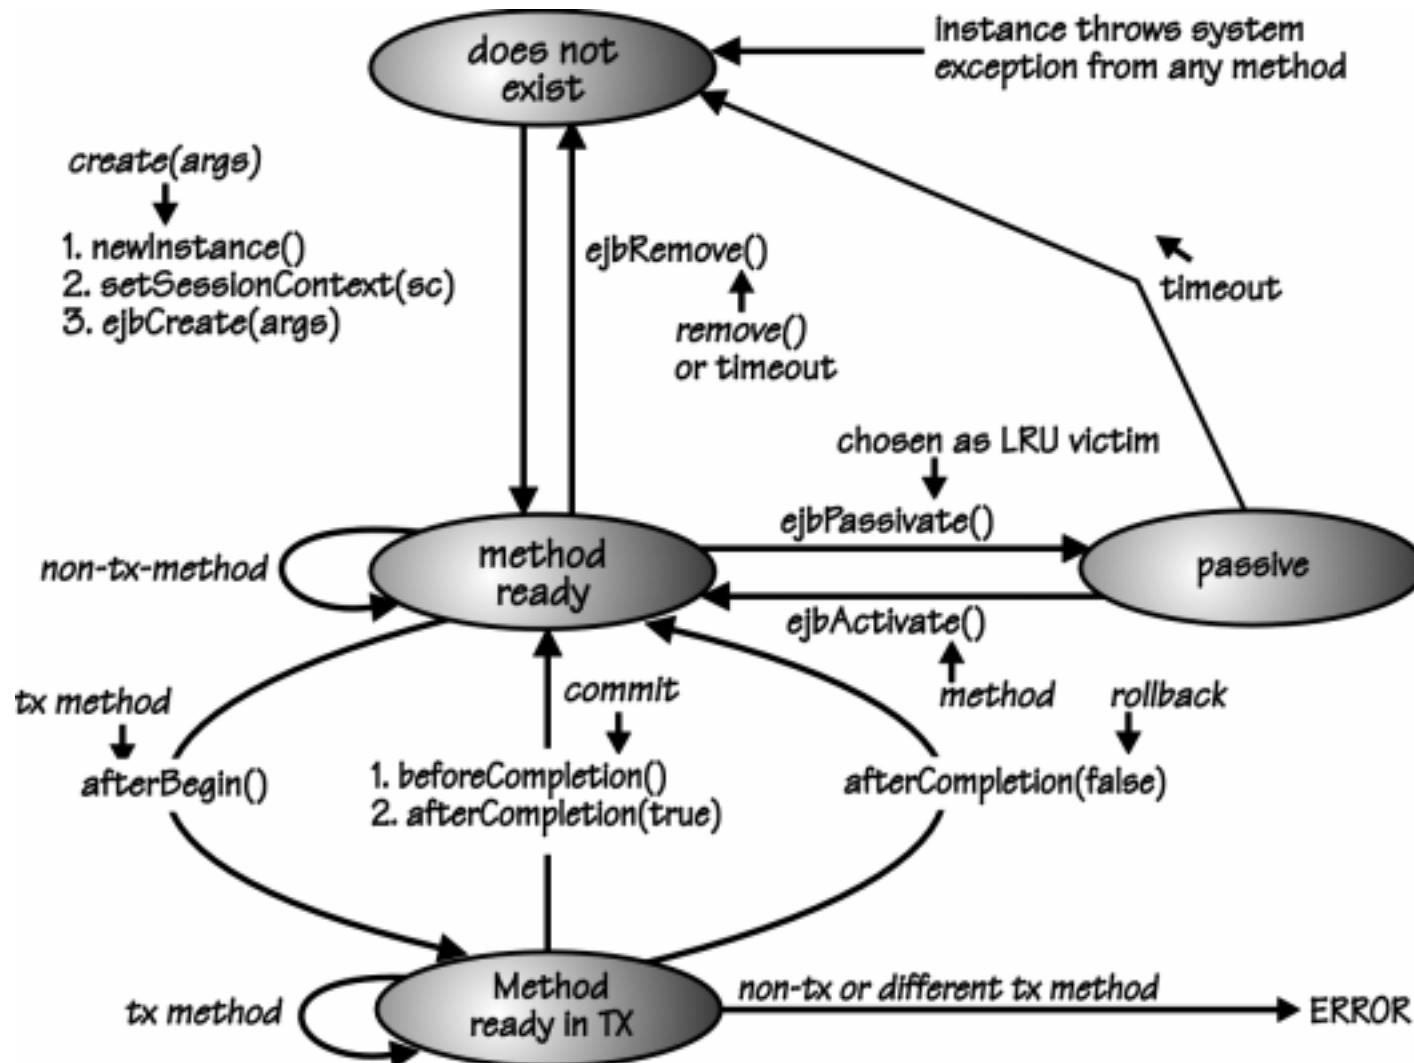 does not
exist
instance throws system
exception from any method
create(args)
1. newInstance()
2. setSessionContext(sc)
3. ejbCreate(args)
ejbRemove()
remove()
or timeout
timeout
chosen as LRU victim
ejbPassivate()
non-tx-method
method
ready
passive
ejbActivate()
method
tx method
afterBegin()
commit
1. beforeCompletion()
2. afterCompletion(true)
rollback
afterCompletion(false)
tx method
Method
ready in TX
non-tx or different tx method
ERROR